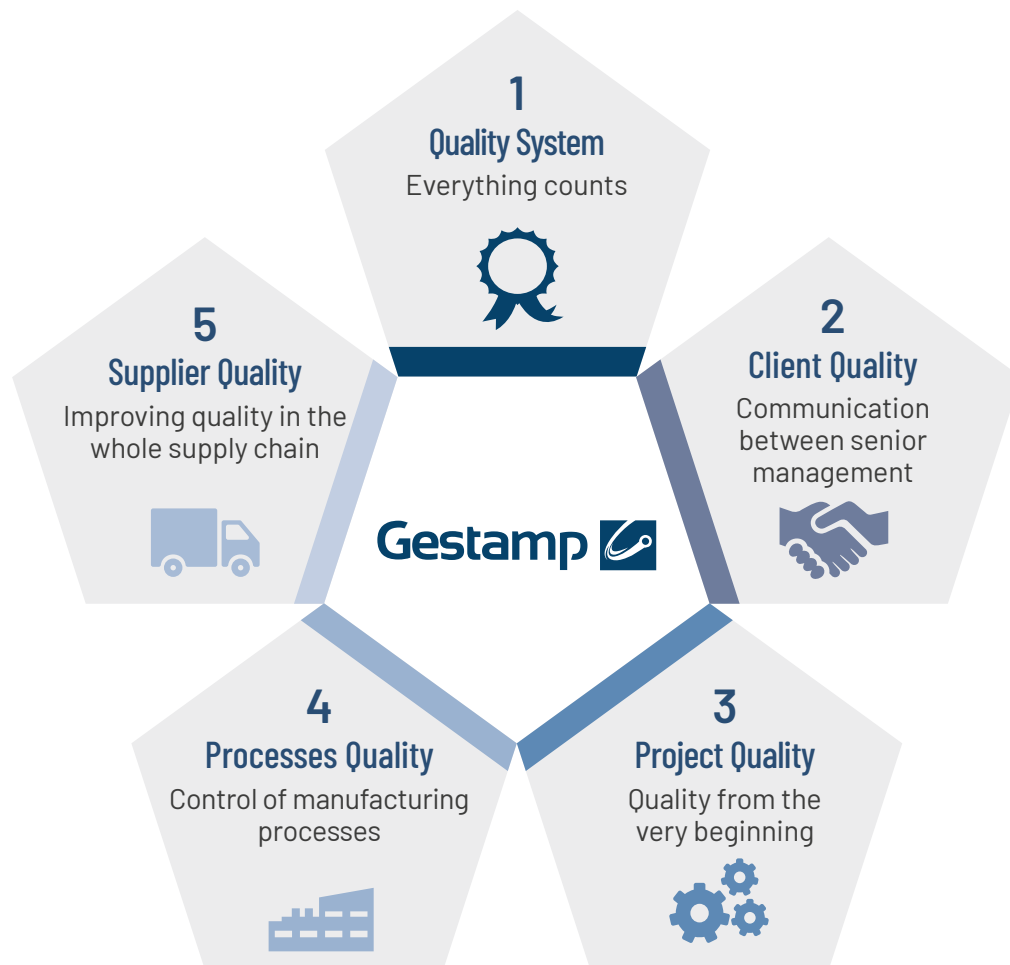 1
Quality System
Everything counts
2
Client Quality
Communication
between senior
management
3
Project Quality
Quality from the
very beginning
4
Processes Quality
Control of manufacturing
processes
5
Supplier Quality
Improving quality in the
whole supply chain
Gestamp